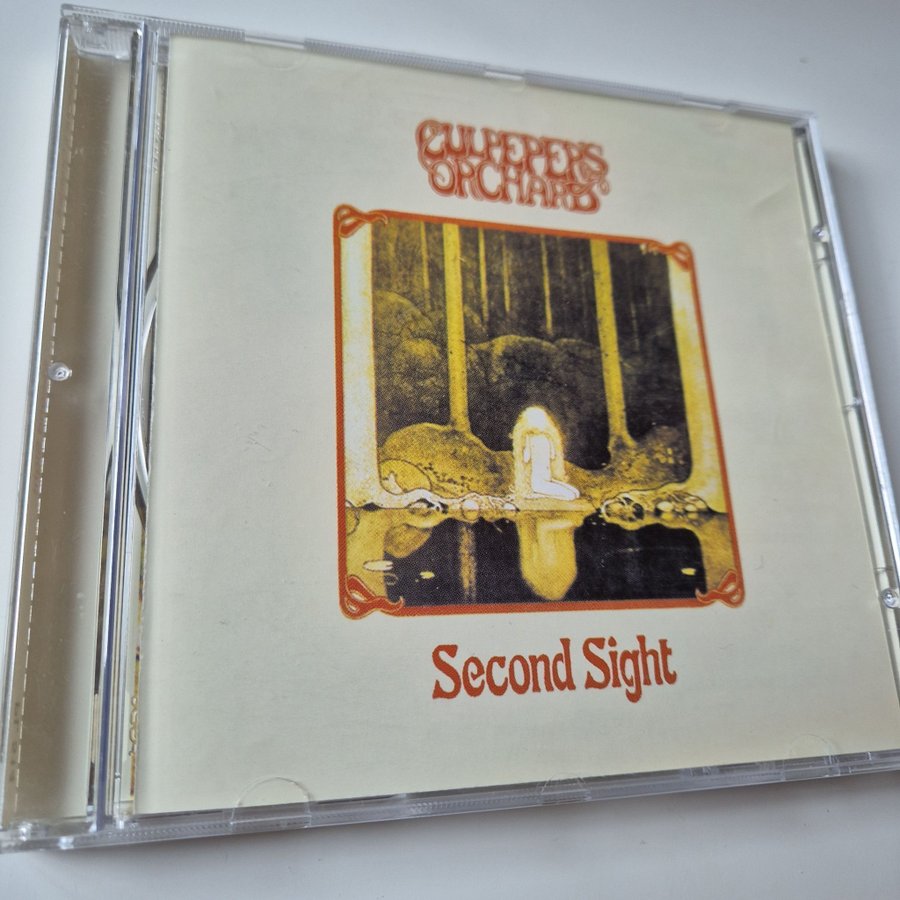 CULPEPER'S
ORCHARD
Second Sight